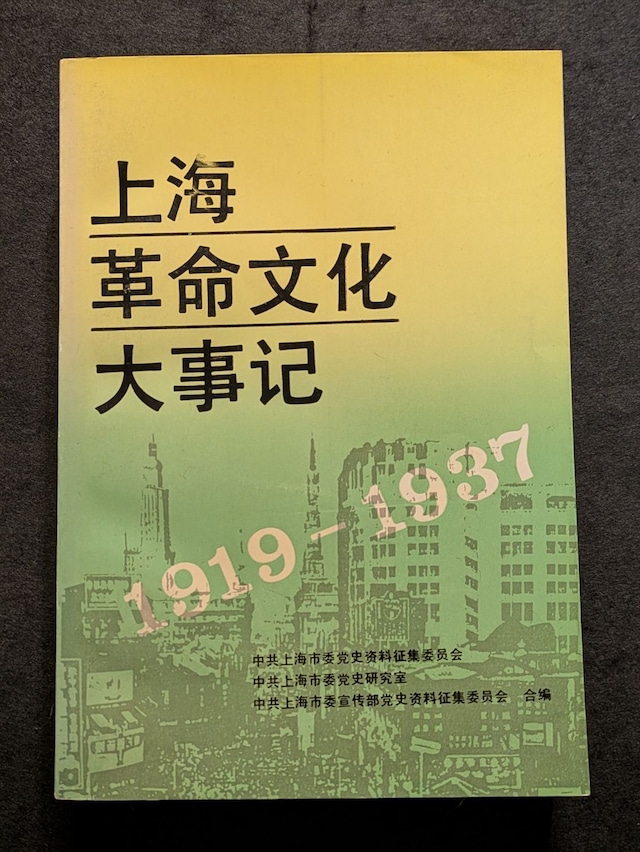 上海
革命文化
大事记
1919－1937
中共上海市委党史资料征集委员会
中共上海市委党史研究室
中共上海市委宣传部党史资料征集委员会 合编